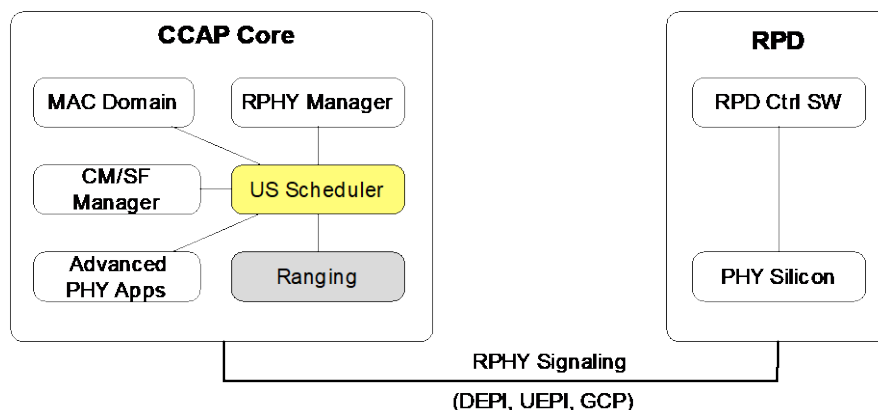 CCAP Core
RPD
MAC Domain
RPHY Manager
RPD Ctrl SW
CM/SF
Manager
US Scheduler
Advanced
PHY Apps
Ranging
PHY Silicon
RPHY Signaling
(DEPI, UEPI, GCP)